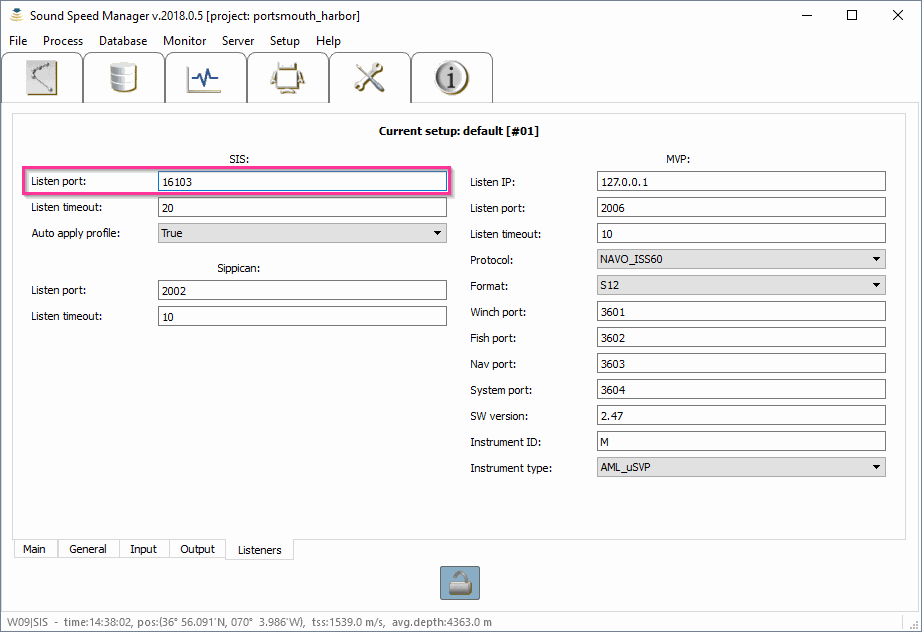 Sound Speed Manager v.2018.0.5 [project: portsmouth_harbor]
File Process Database Monitor Server Setup Help
Current setup: default [#01]
SIS:
Listen port: 16103
Listen timeout: 20
Auto apply profile: True
Sippican:
Listen port: 2002
Listen timeout: 10
MVP:
Listen IP: 127.0.0.1
Listen port: 2006
Listen timeout: 10
Protocol: NAVO_ISS60
Format: S12
Winch port: 3601
Fish port: 3602
Nav port: 3603
System port: 3604
SW version: 2.47
Instrument ID: M
Instrument type: AML_uSVP
Main General Input Output Listeners
W09|SIS - time:14:38:02, pos:(36° 56.091'N, 070° 3.986'W), tss:1539.0 m/s, avg.depth:4363.0 m